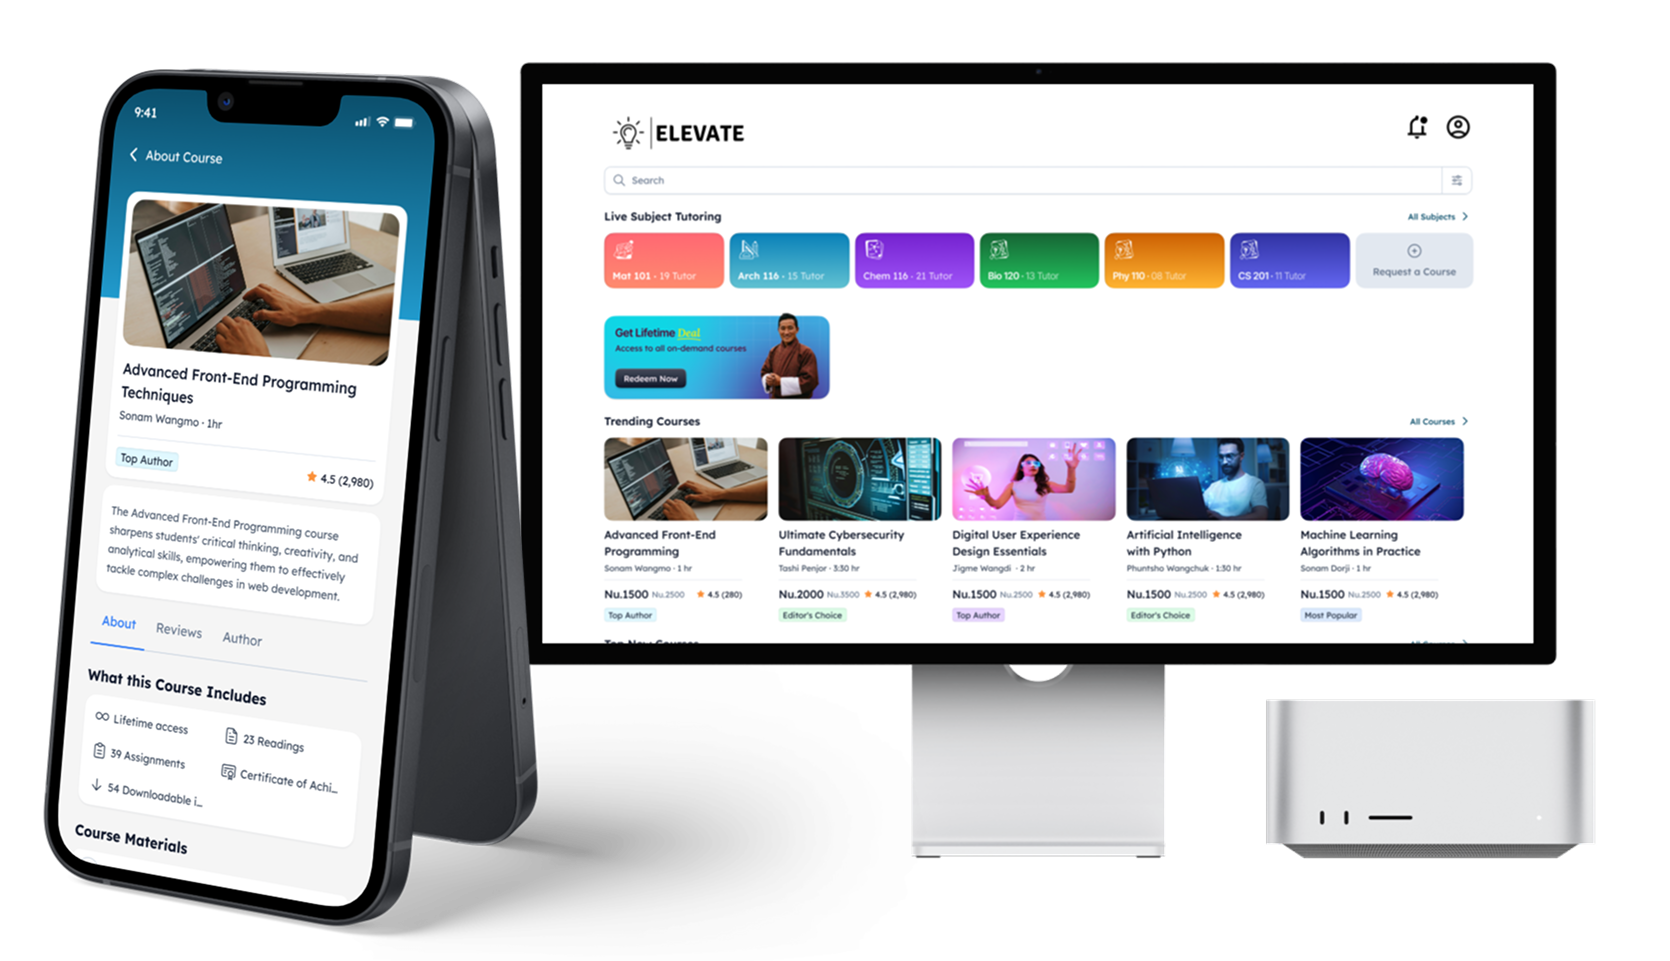 9:41
About Course
Advanced Front-End Programming
Techniques
Sonam Wangmo · 1hr
Top Author
4.5 (2,980)
The Advanced Front-End Programming course
sharpens students' critical thinking, creativity, and
analytical skills, empowering them to effectively
tackle complex challenges in web development.
About Reviews Author
What this Course Includes
Lifetime access
23 Readings
39 Assignments
Certificate of Achi...
54 Downloadable i...
Course Materials
ELEVATE
Search
Live Subject Tutoring
All Subjects
Mat 101 - 19 Tutor
Arch 116 - 15 Tutor
Chem 116 - 21 Tutor
Bio 120 - 13 Tutor
Phy 110 - 08 Tutor
CS 201 - 11 Tutor
Request a Course
Get Lifetime Deal
Access to all on-demand courses
Redeem Now
Trending Courses
All Courses
Advanced Front-End
Programming
Sonam Wangmo · 1 hr
Nu.1500 Nu.2500 4.5 (280)
Top Author
Ultimate Cybersecurity
Fundamentals
Tashi Penjor · 3:30 hr
Nu.2000 Nu.3500 4.5 (2,980)
Editor's Choice
Digital User Experience
Design Essentials
Jigme Wangdi · 2 hr
Nu.1500 Nu.2500 4.5 (2,980)
Top Author
Artificial Intelligence
with Python
Phuntsho Wangchuk · 1:30 hr
Nu.1500 Nu.2500 4.5 (2,980)
Editor's Choice
Machine Learning
Algorithms in Practice
Sonam Dorji · 1 hr
Nu.1500 Nu.2500 4.5 (2,980)
Most Popular
Top New Courses
All Courses